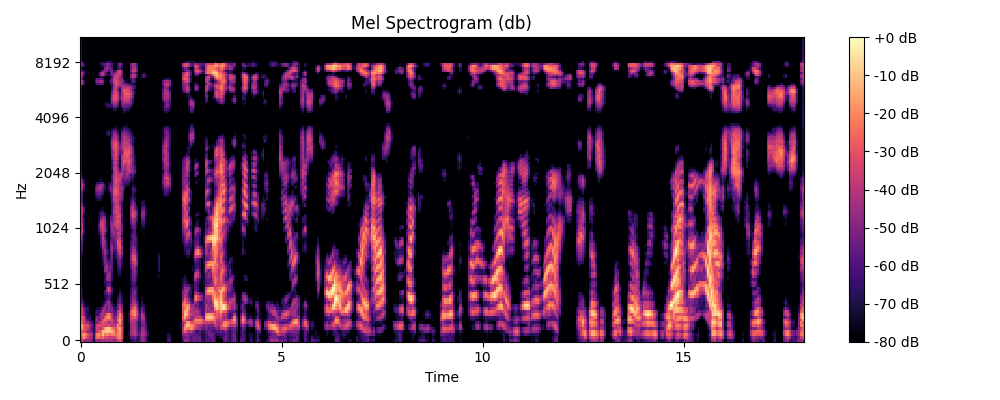 Mel Spectrogram (db)
8192
4096
2048
1024
512
0
Hz
0
5
10
15
Time
+0 dB
-10 dB
-20 dB
-30 dB
-40 dB
-50 dB
-60 dB
-70 dB
-80 dB